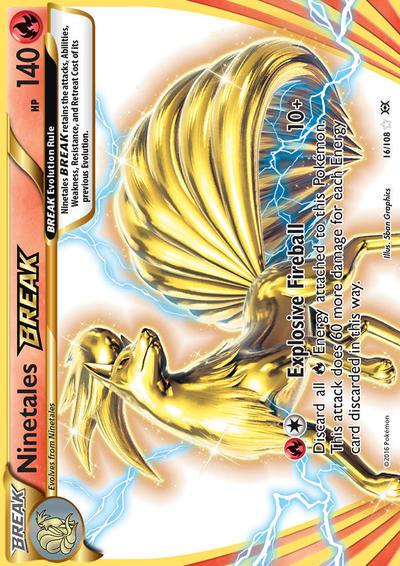 BREAK
Ninetales BREAK
HP 140
Evolves from Ninetales
BREAK Evolution Rule
Ninetales BREAK retains the attacks, Abilities,
Weakness, Resistance, and Retreat Cost of its
previous Evolution.
Explosive Fireball 10+
Discard all Energy attached to this Pokémon.
This attack does 60 more damage for each Energy
card discarded in this way.
©2016 Pokémon
Illus. 5ban Graphics
16/108